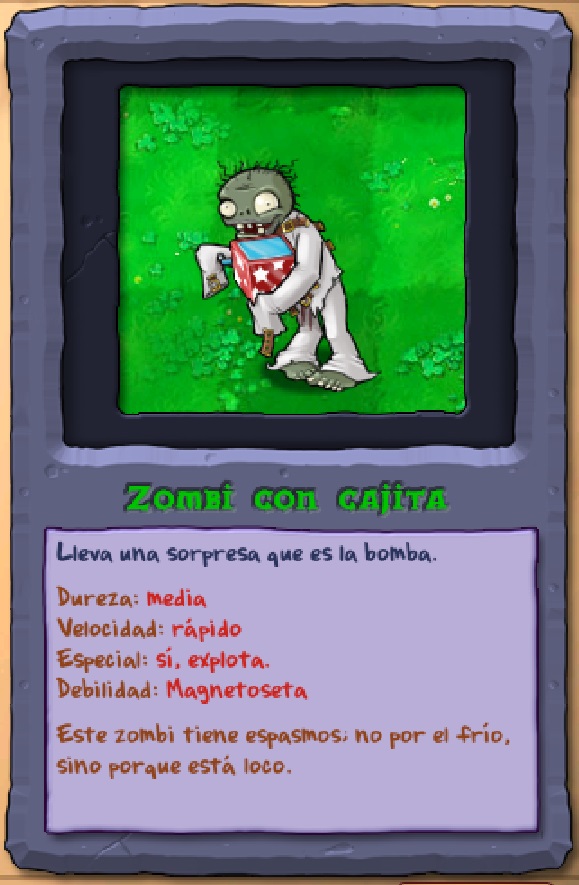 Zombi con cajita
Lleva una sorpresa que es la bomba.
Dureza: media
Velocidad: rápido
Especial: sí, explota.
Debilidad: Magnetoseta
Este zombi tiene espasmos; no por el frío,
sino porque está loco.